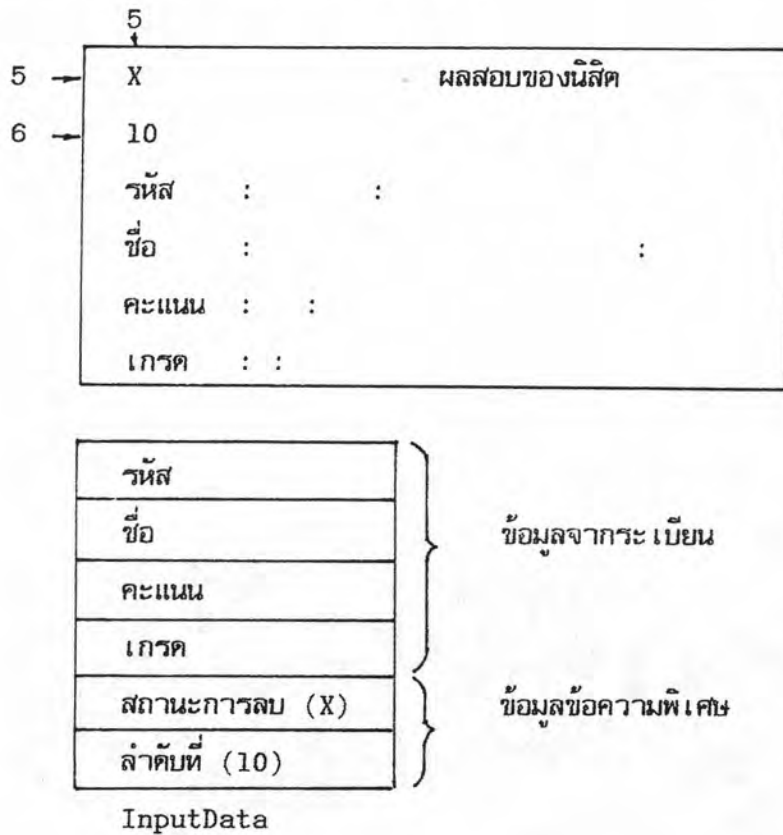 5
5 X ผลสอบของนิสิต
6 10
รหัส : :
ชื่อ : :
คะแนน : :
เกรด : :
รหัส
ชื่อ
ข้อมูลจากระเบียน
คะแนน
เกรด
สถานะการลบ (X) ข้อมูลข้อความพิเศษ
ลำดับที่ (10)
InputData